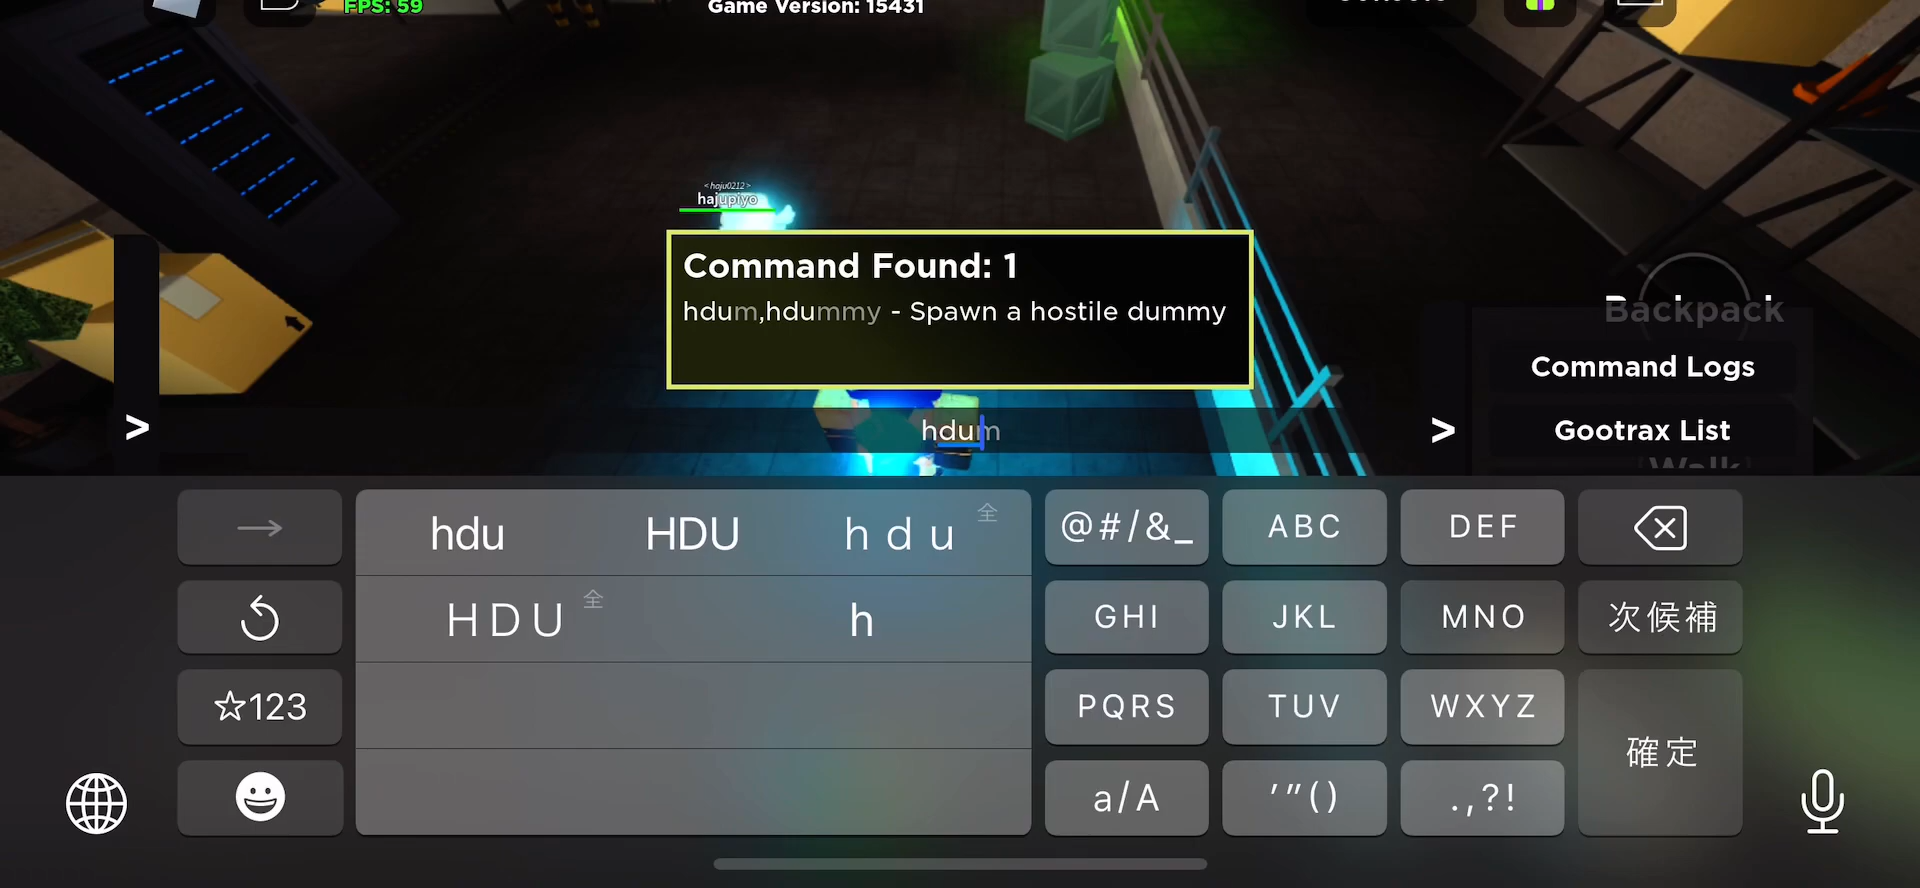 FPS: 59
Game Version: 15431
<haju0212>
hajupiyo
Command Found: 1
hdum,hdummy - Spawn a hostile dummy
Backpack
Command Logs
>
hdum
>
Gootrax List
→
hdu
HDU
ｈｄｕ
全
@#/&_
ABC
DEF
ＨＤＵ
全
h
GHI
JKL
MNO
次候補
☆123
PQRS
TUV
WXYZ
確定
a/A
’”()
.,?!